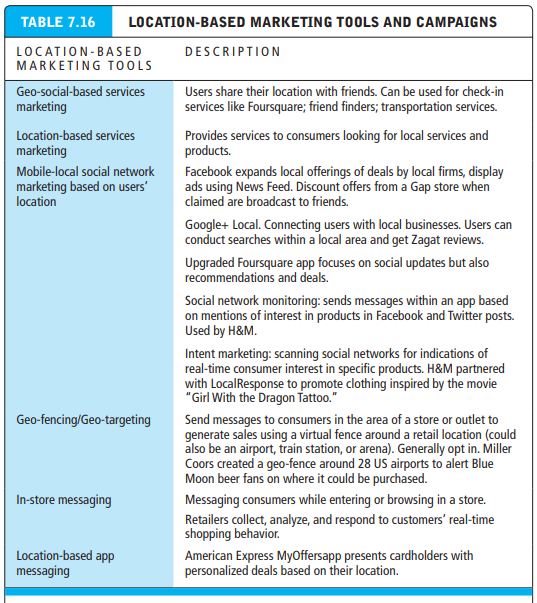 TABLE 7.16 LOCATION-BASED MARKETING TOOLS AND CAMPAIGNS
LOCATION-BASED
MARKETING TOOLS
DESCRIPTION
Geo-social-based services
marketing
Users share their location with friends. Can be used for check-in
services like Foursquare; friend finders; transportation services.
Location-based services
marketing
Provides services to consumers looking for local services and
products.
Mobile-local social network
marketing based on users'
location
Facebook expands local offerings of deals by local firms, display
ads using News Feed. Discount offers from a Gap store when
claimed are broadcast to friends.
Google+ Local. Connecting users with local businesses. Users can
conduct searches within a local area and get Zagat reviews.
Upgraded Foursquare app focuses on social updates but also
recommendations and deals.
Social network monitoring: sends messages within an app based
on mentions of interest in products in Facebook and Twitter posts.
Used by H&M.
Intent marketing: scanning social networks for indications of
real-time consumer interest in specific products. H&M partnered
with LocalResponse to promote clothing inspired by the movie
"Girl With the Dragon Tattoo."
Geo-fencing/Geo-targeting
Send messages to consumers in the area of a store or outlet to
generate sales using a virtual fence around a retail location (could
also be an airport, train station, or arena). Generally opt in. Miller
Coors created a geo-fence around 28 US airports to alert Blue
Moon beer fans on where it could be purchased.
In-store messaging
Messaging consumers while entering or browsing in a store.
Retailers collect, analyze, and respond to customers' real-time
shopping behavior.
Location-based app
messaging
American Express MyOffersapp presents cardholders with
personalized deals based on their location.